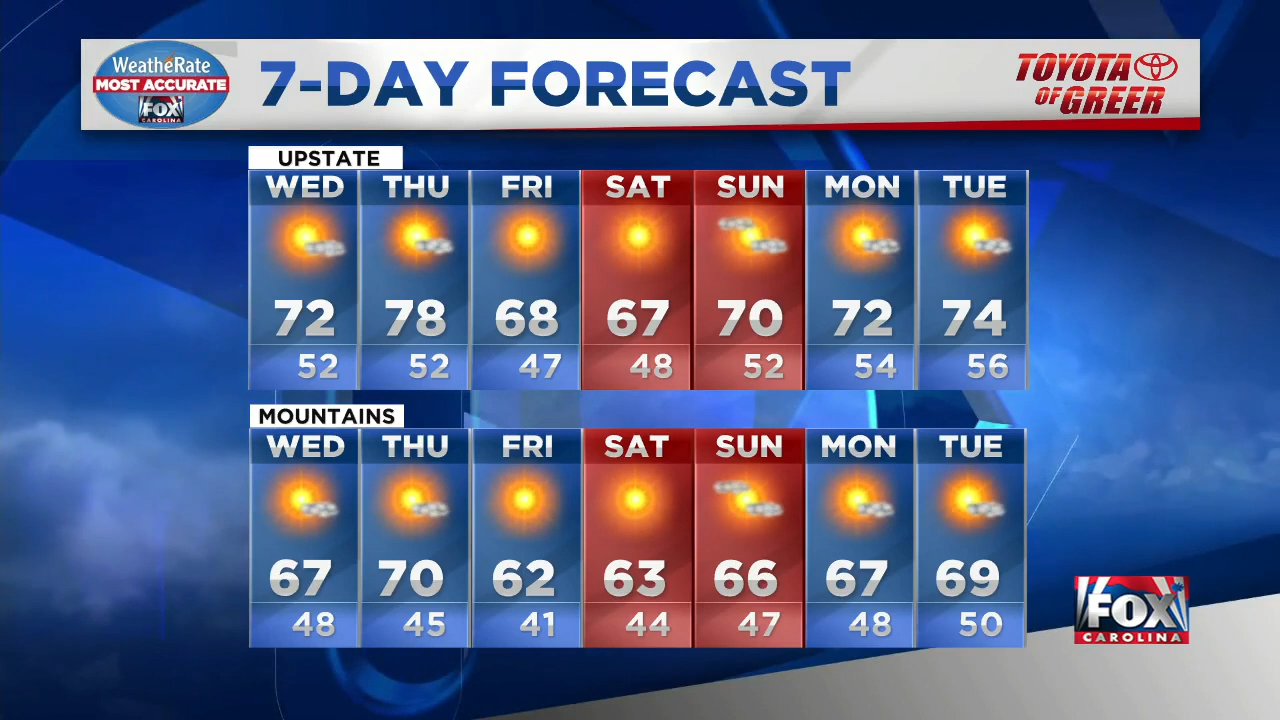 WeatheRate
MOST ACCURATE
FOX
CAROLINA
7-DAY FORECAST
TOYOTA
OF GREER
UPSTATE
WED THU FRI SAT SUN MON TUE
72 78 68 67 70 72 74
52 52 47 48 52 54 56
MOUNTAINS
WED THU FRI SAT SUN MON TUE
67 70 62 63 66 67 69
48 45 41 44 47 48 50
FOX
CAROLINA